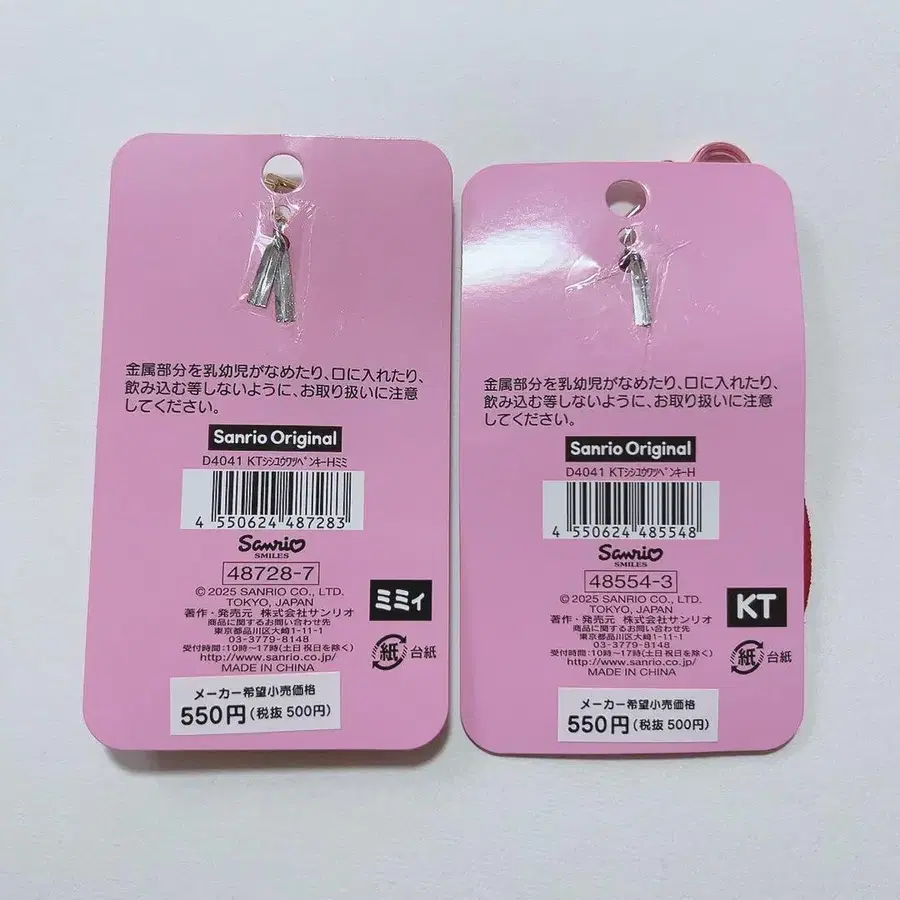 金属部分を乳幼児がなめたり、口に入れたり、
飲み込む等しないように、お取り扱いに注意
してください。
Sanrio Original
D4041 KTｼｼﾕｳﾜﾂﾍﾟﾝｷｰHﾐﾐ
4 550624 487283
Sanrio
SMILES
48728-7
© 2025 SANRIO CO., LTD.
TOKYO, JAPAN
著作・発売元 株式会社サンリオ
商品に関するお問い合わせ先
東京都品川区大崎1-11-1
03-3779-8148
受付時間:10時〜17時(土日祝日を除く)
http://www.sanrio.co.jp/
MADE IN CHINA
ミミィ
紙 台紙
メーカー希望小売価格
550円(税抜 500円)
金属部分を乳幼児がなめたり、口に入れたり、
飲み込む等しないように、お取り扱いに注意
してください。
Sanrio Original
D4041 KTｼｼﾕｳﾜﾂﾍﾟﾝｷｰH
4 550624 485548
Sanrio
SMILES
48554-3
© 2025 SANRIO CO., LTD.
TOKYO, JAPAN
著作・発売元 株式会社サンリオ
商品に関するお問い合わせ先
東京都品川区大崎1-11-1
03-3779-8148
受付時間:10時〜17時(土日祝日を除く)
http://www.sanrio.co.jp/
MADE IN CHINA
KT
紙 台紙
メーカー希望小売価格
550円(税抜 500円)